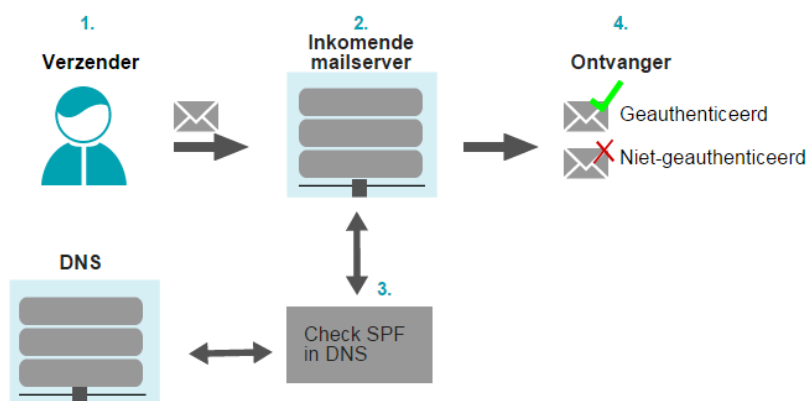 1.
Verzender
2.
Inkomende
mailserver
4.
Ontvanger
Geauthenticeerd
Niet-geauthenticeerd
DNS
3.
Check SPF
in DNS